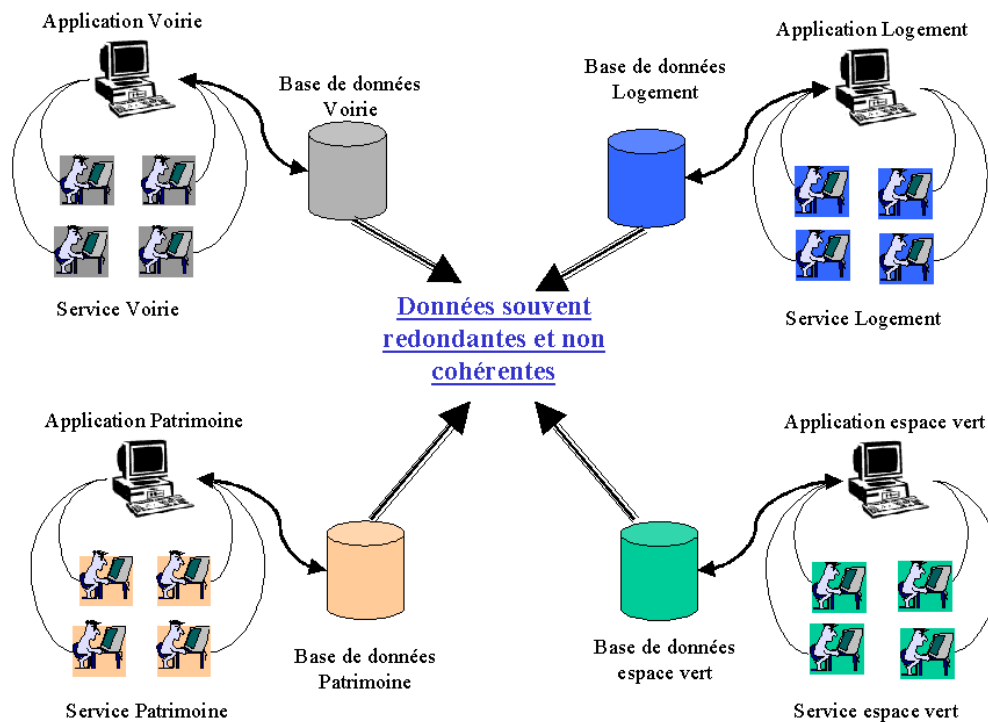 Application Voirie
Base de données
Voirie
Service Voirie
Application Logement
Base de données
Logement
Service Logement
Données souvent
redondantes et non
cohérentes
Application Patrimoine
Base de données
Patrimoine
Service Patrimoine
Application espace vert
Base de données
espace vert
Service espace vert